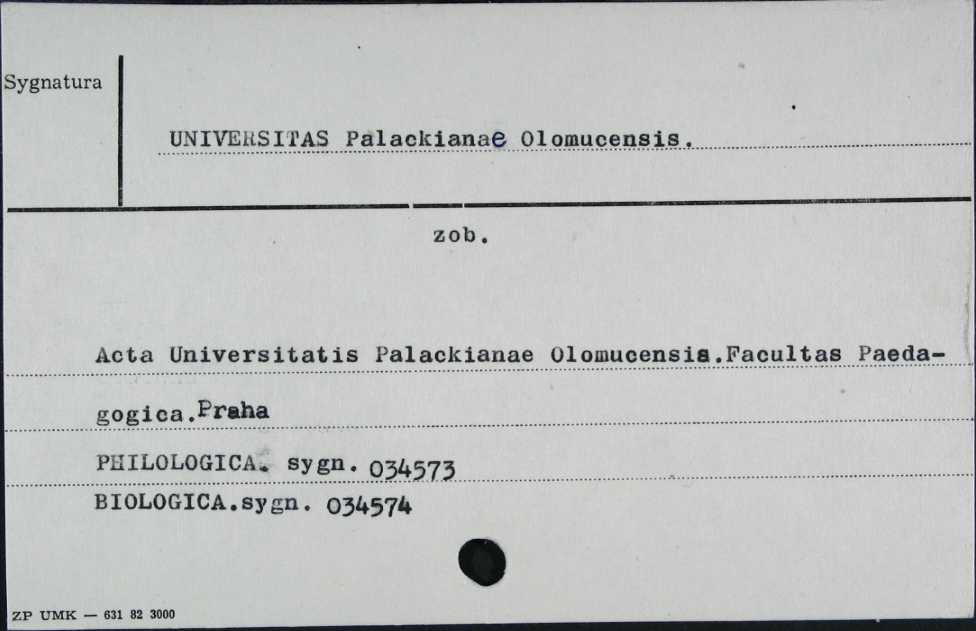 Sygnatura
UNIVERSITAS Palackianae Olomucensis.
zob.
Acta Universitatis Palackianae Olomucensis.Facultas Paeda-
gogica.Praha
PHILOLOGICA. sygn. 034573
BIOLOGICA.sygn. 034574
ZP UMK — 631 82 3000